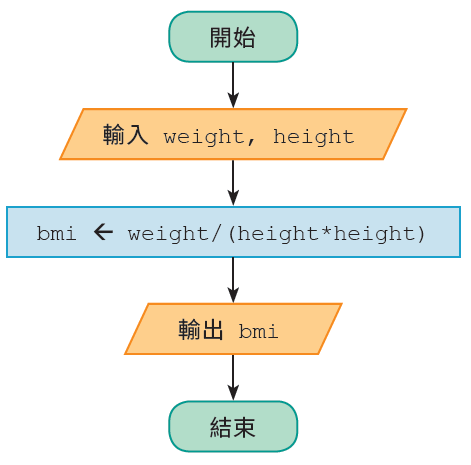 開始
輸入 weight, height
bmi ← weight/(height*height)
輸出 bmi
結束